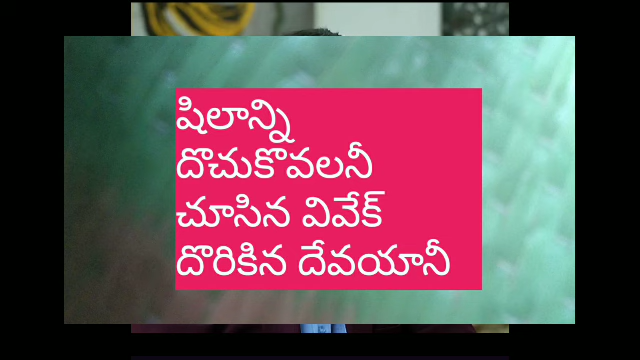 షిలాన్ని
దొచుకొవలనీ
చూసిన వివేక్
దొరికిన దేవయానీ